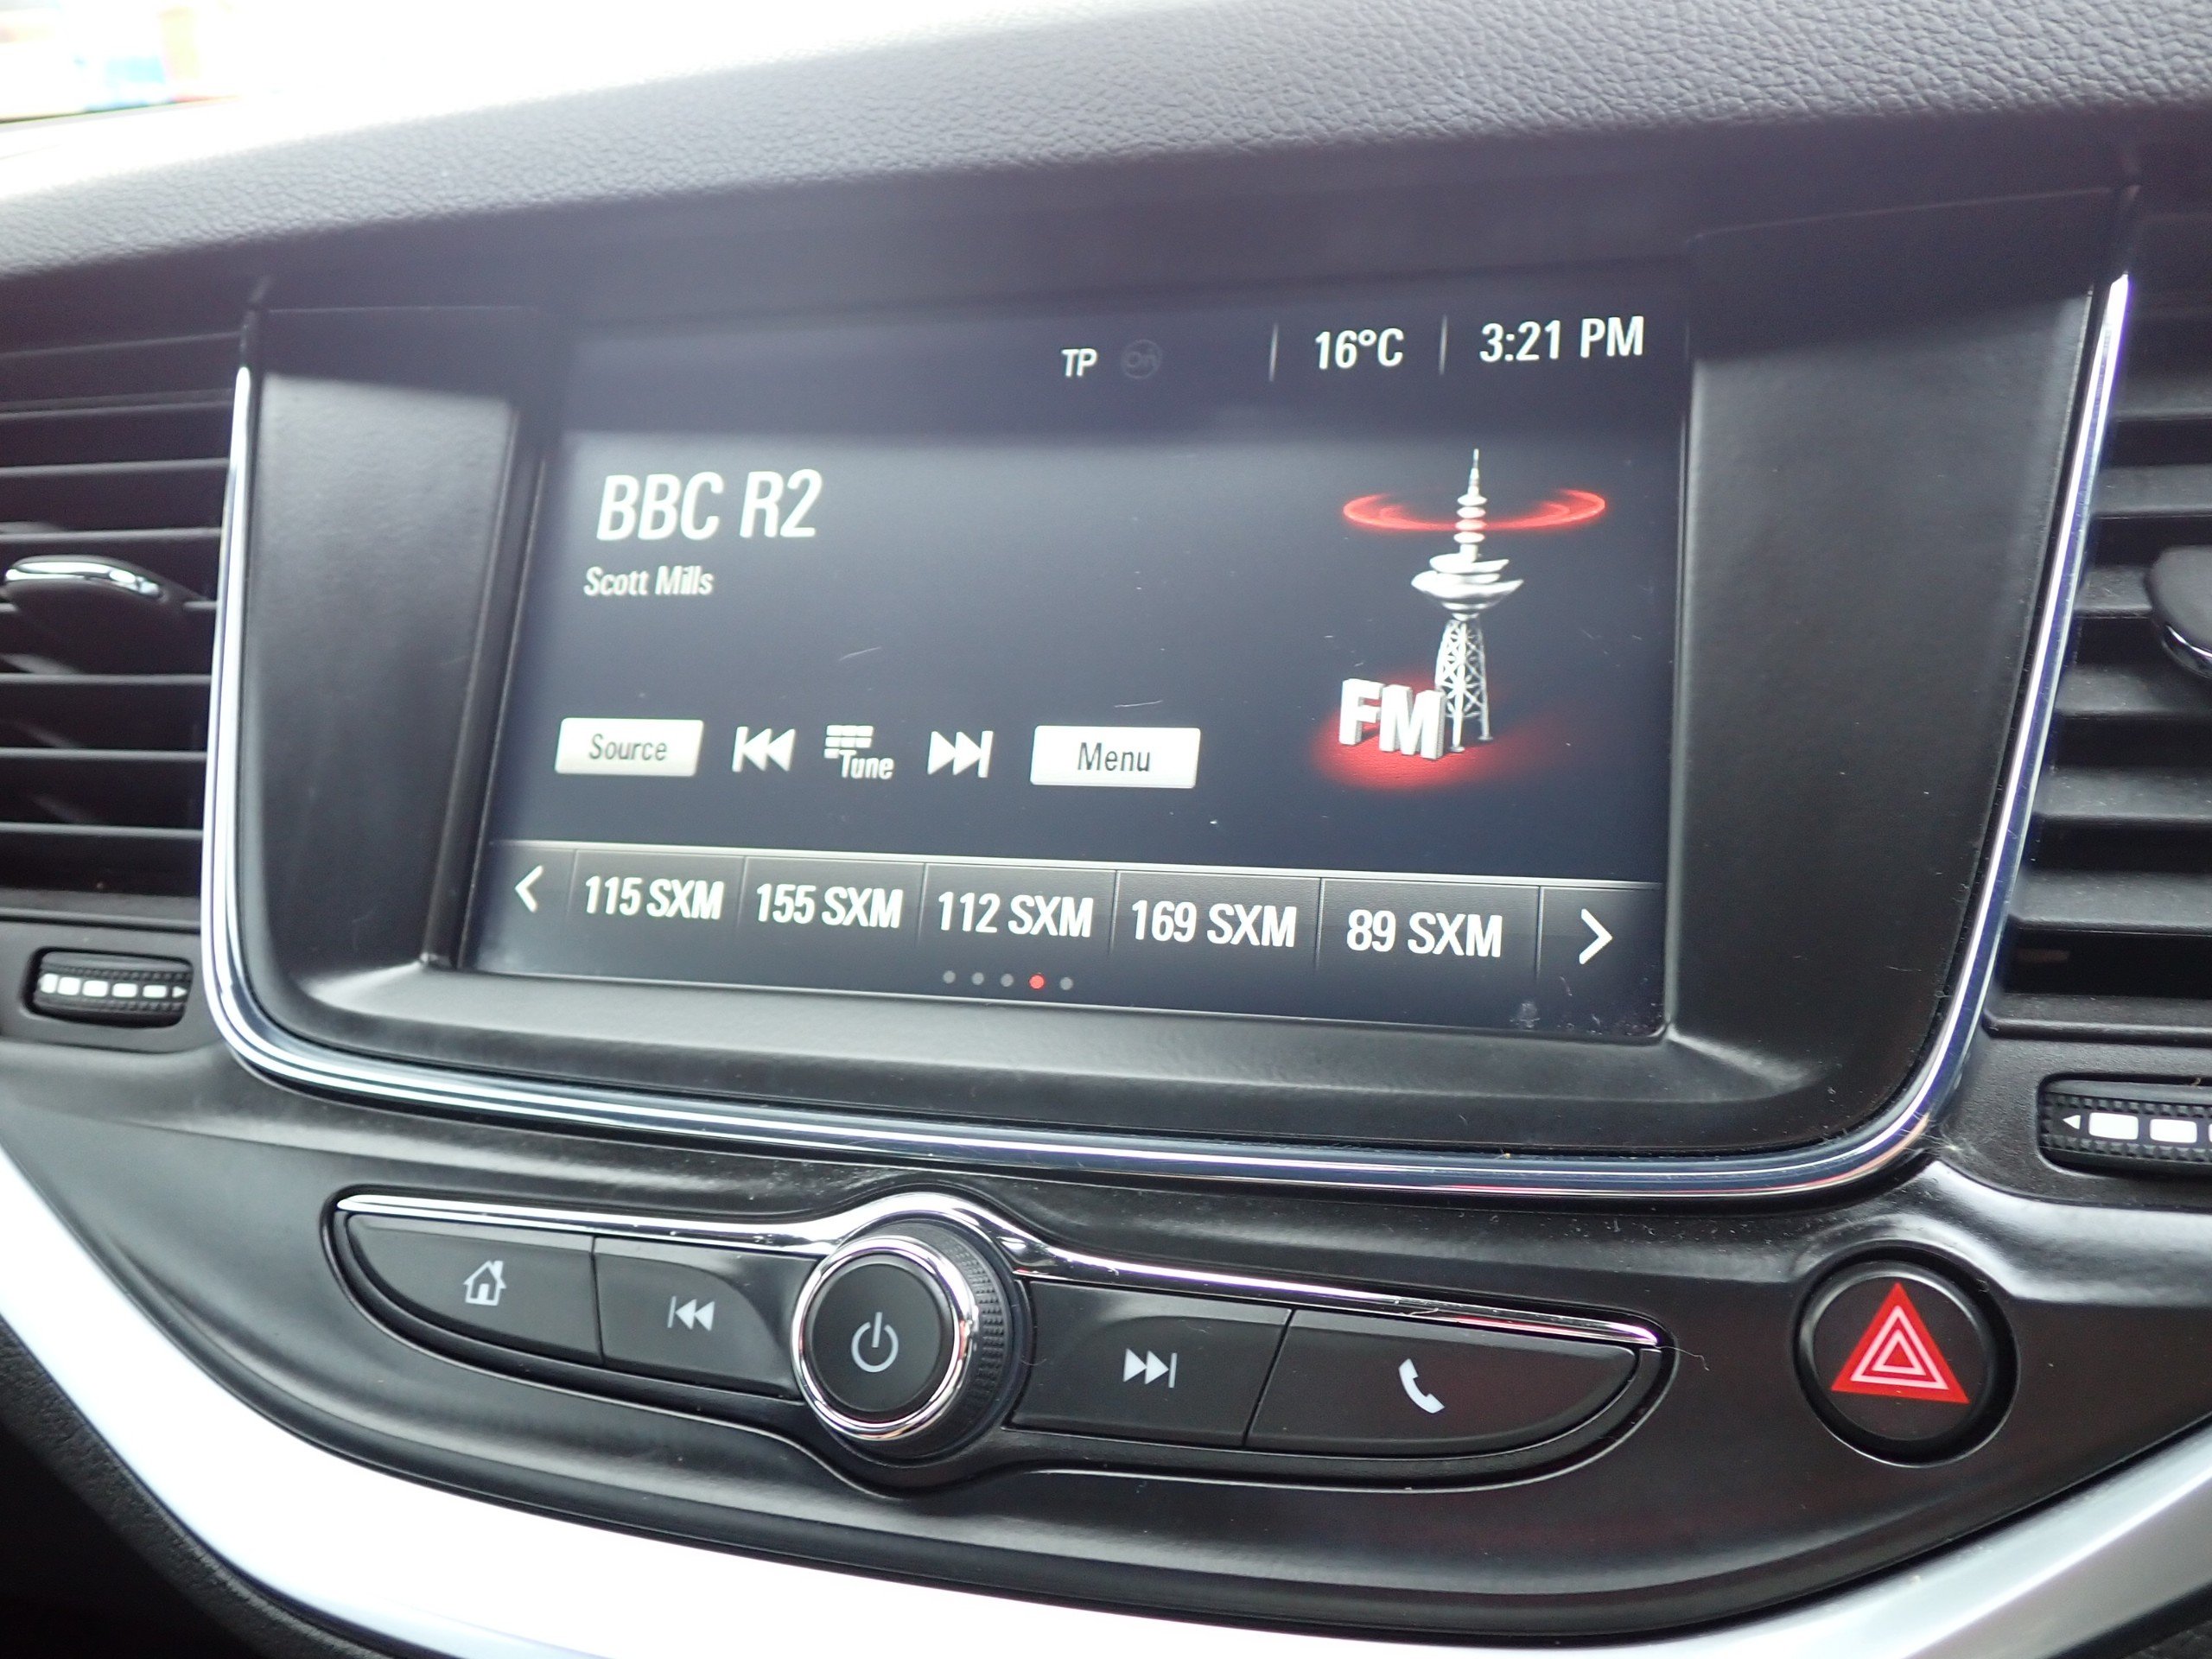 TP On 16°C 3:21 PM
BBC R2
Scott Mills
FM
Source Tune Menu
115 SXM 155 SXM 112 SXM 169 SXM 89 SXM